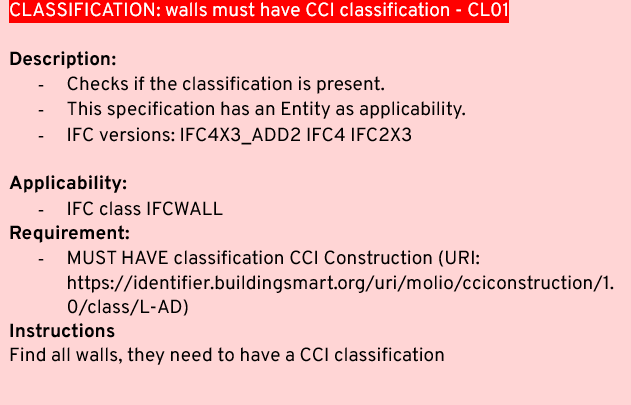 CLASSIFICATION: walls must have CCI classification - CL01
Description:
- Checks if the classification is present.
- This specification has an Entity as applicability.
- IFC versions: IFC4X3_ADD2 IFC4 IFC2X3
Applicability:
- IFC class IFCWALL
Requirement:
- MUST HAVE classification CCI Construction (URI:
https://identifier.buildingsmart.org/uri/molio/cciconstruction/1.
0/class/L-AD)
Instructions
Find all walls, they need to have a CCI classification